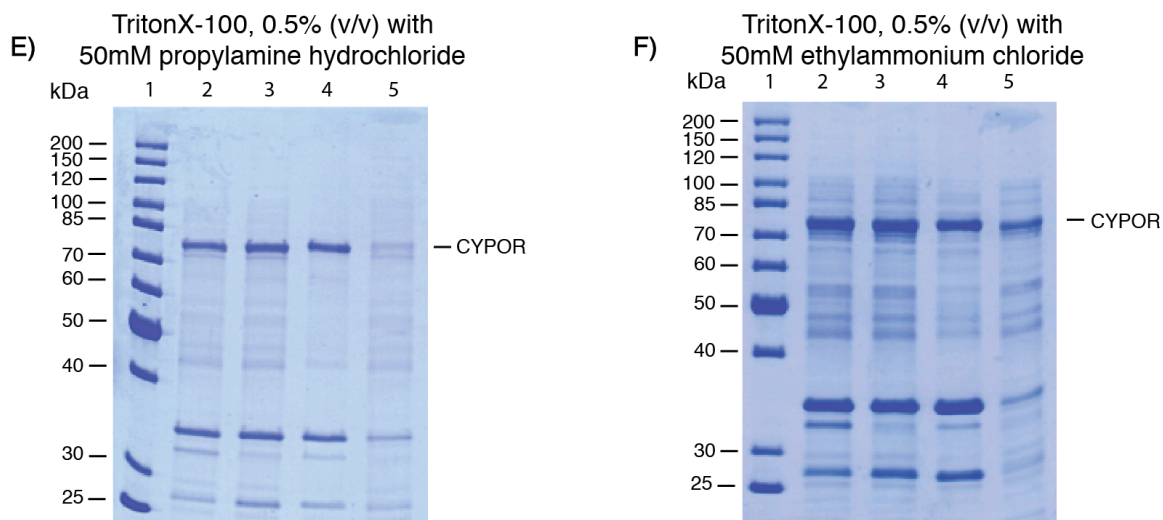 E)
TritonX-100, 0.5% (v/v) with
50mM propylamine hydrochloride
kDa 1 2 3 4 5
200
150
120
100
85
70
60
50
40
30
25
CYPOR
F)
TritonX-100, 0.5% (v/v) with
50mM ethylammonium chloride
kDa 1 2 3 4 5
200
150
120
100
85
70
60
50
40
30
25
CYPOR